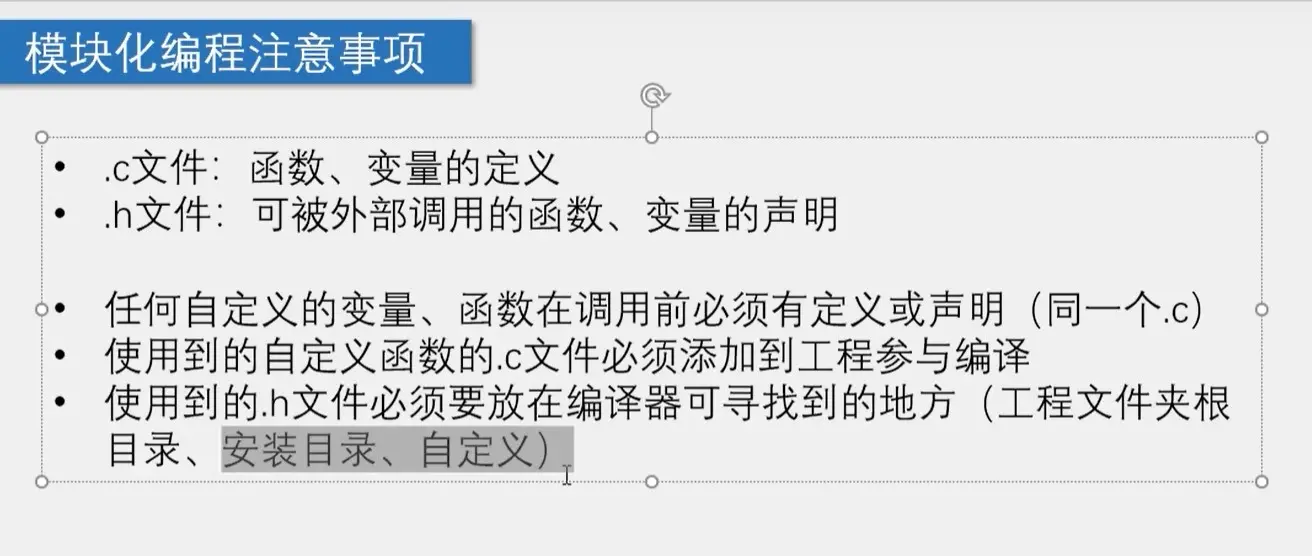 模块化编程注意事项
• .c文件：函数、变量的定义
• .h文件：可被外部调用的函数、变量的声明
• 任何自定义的变量、函数在调用前必须有定义或声明（同一个.c）
• 使用到的自定义函数的.c文件必须添加到工程参与编译
• 使用到的.h文件必须要放在编译器可寻找到的地方（工程文件夹根
目录、安装目录、自定义）